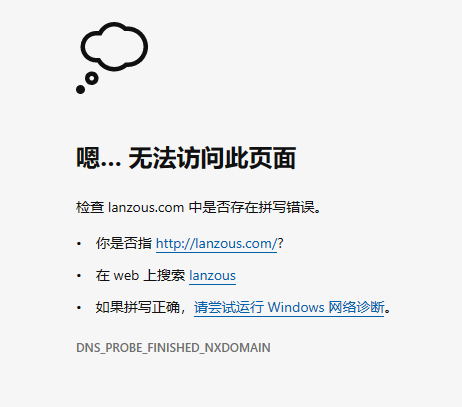 嗯… 无法访问此页面
检查 lanzous.com 中是否存在拼写错误。
• 你是否指 http://lanzous.com/?
• 在 web 上搜索 lanzous
• 如果拼写正确，请尝试运行 Windows 网络诊断。
DNS_PROBE_FINISHED_NXDOMAIN